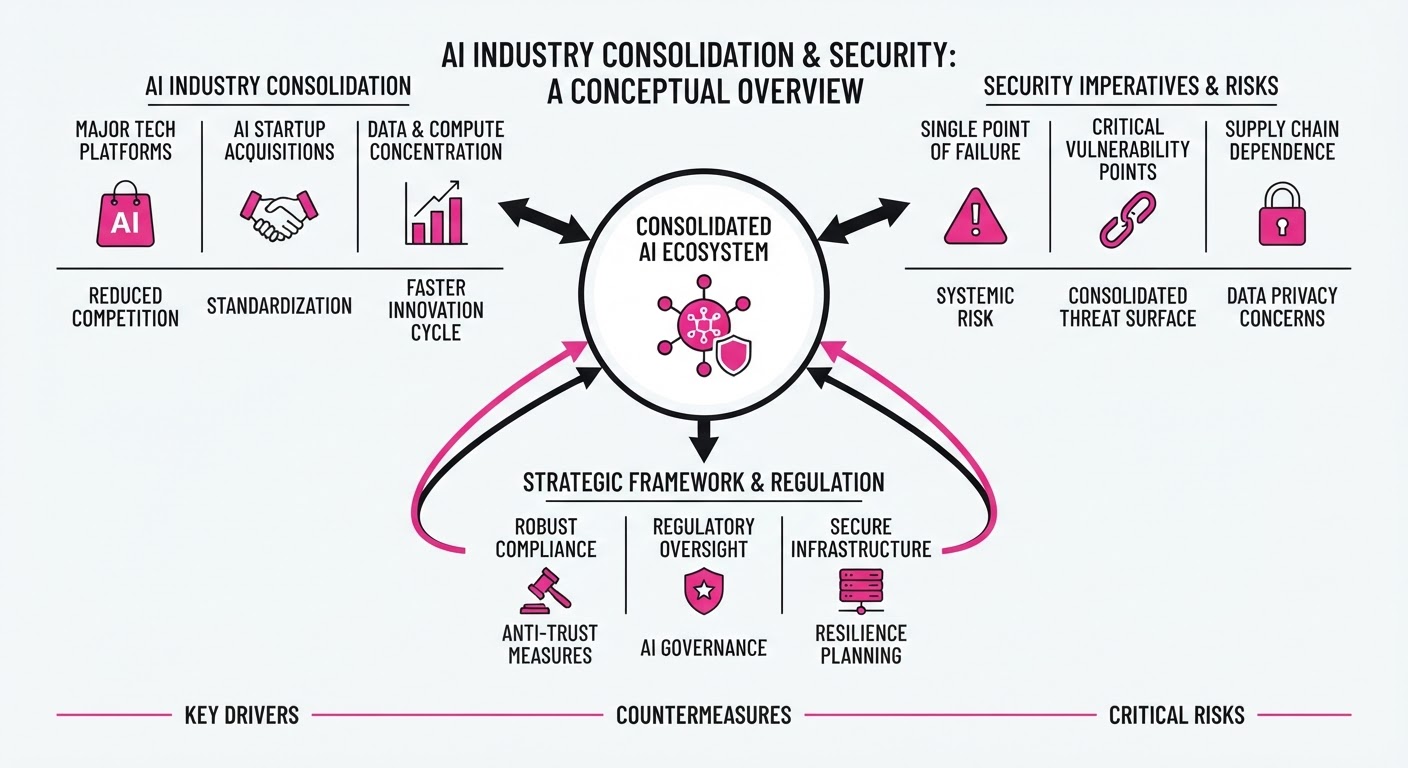 AI INDUSTRY CONSOLIDATION & SECURITY:
A CONCEPTUAL OVERVIEW
AI INDUSTRY CONSOLIDATION
MAJOR TECH
PLATFORMS
AI
REDUCED
COMPETITION
AI STARTUP
ACQUISITIONS
STANDARDIZATION
DATA & COMPUTE
CONCENTRATION
FASTER
INNOVATION
CYCLE
CONSOLIDATED
AI ECOSYSTEM
SECURITY IMPERATIVES & RISKS
SINGLE POINT
OF FAILURE
SYSTEMIC
RISK
CRITICAL
VULNERABILITY
POINTS
CONSOLIDATED
THREAT SURFACE
SUPPLY CHAIN
DEPENDENCE
DATA PRIVACY
CONCERNS
STRATEGIC FRAMEWORK & REGULATION
ROBUST
COMPLIANCE
ANTI-TRUST
MEASURES
REGULATORY
OVERSIGHT
AI GOVERNANCE
SECURE
INFRASTRUCTURE
RESILIENCE
PLANNING
KEY DRIVERS
COUNTERMEASURES
CRITICAL RISKS